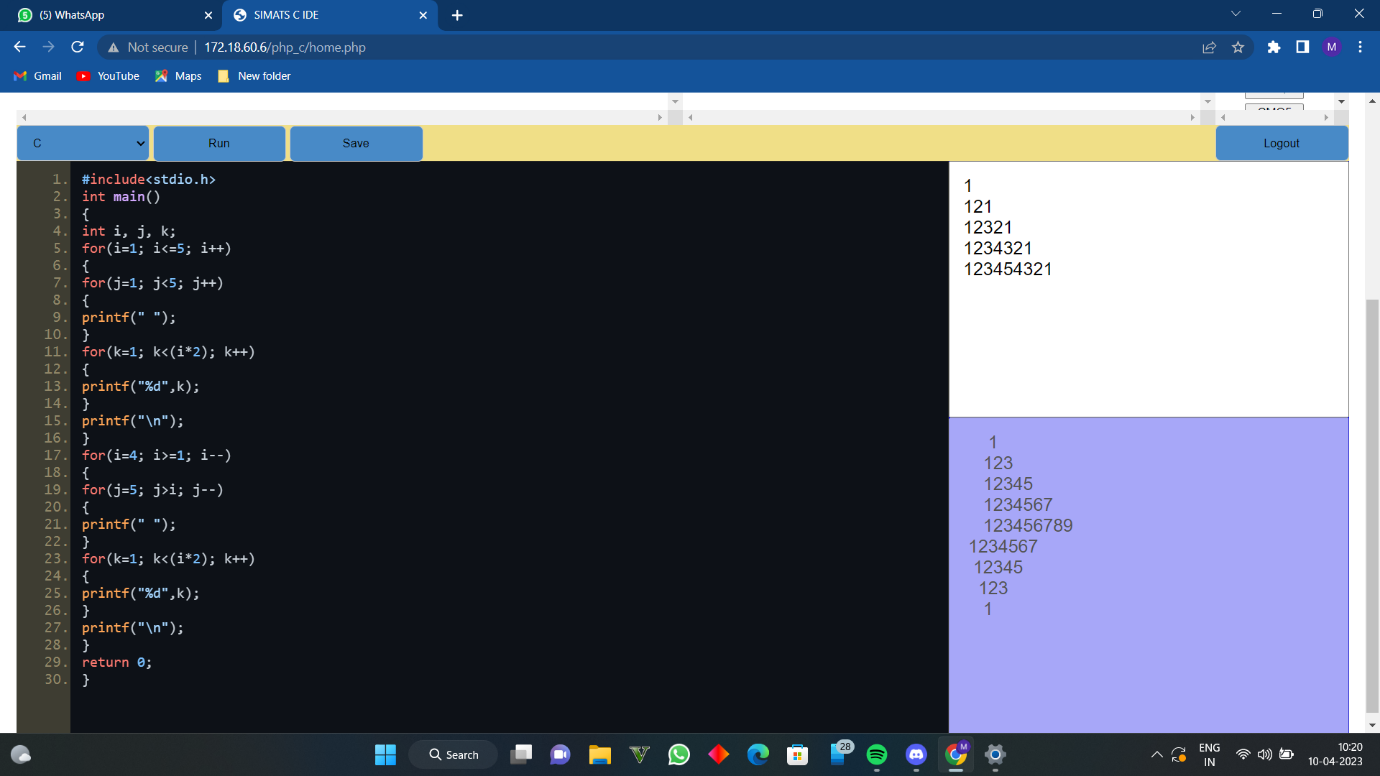 (5) WhatsApp
SIMATS C IDE
Not secure | 172.18.60.6/php_c/home.php
M
Gmail
YouTube
Maps
New folder
C
Run
Save
Logout
1. #include<stdio.h>
2. int main()
3. {
4. int i, j, k;
5. for(i=1; i<=5; i++)
6. {
7. for(j=1; j<5; j++)
8. {
9. printf(" ");
10. }
11. for(k=1; k<(i*2); k++)
12. {
13. printf("%d",k);
14. }
15. printf("\n");
16. }
17. for(i=4; i>=1; i--)
18. {
19. for(j=5; j>i; j--)
20. {
21. printf(" ");
22. }
23. for(k=1; k<(i*2); k++)
24. {
25. printf("%d",k);
26. }
27. printf("\n");
28. }
29. return 0;
30. }
1
121
12321
1234321
123454321
1
123
12345
1234567
123456789
1234567
12345
123
1
Search
28
M
ENG
IN
10:20
10-04-2023